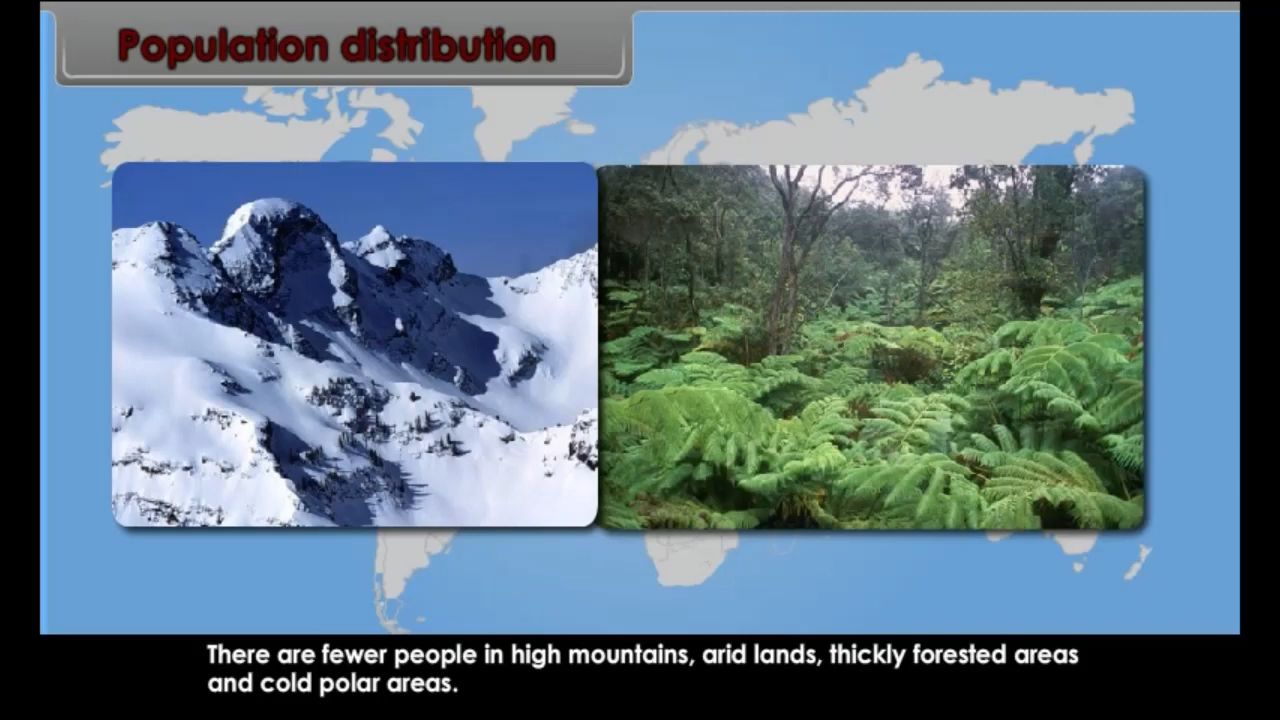 Population distribution
There are fewer people in high mountains, arid lands, thickly forested areas
and cold polar areas.